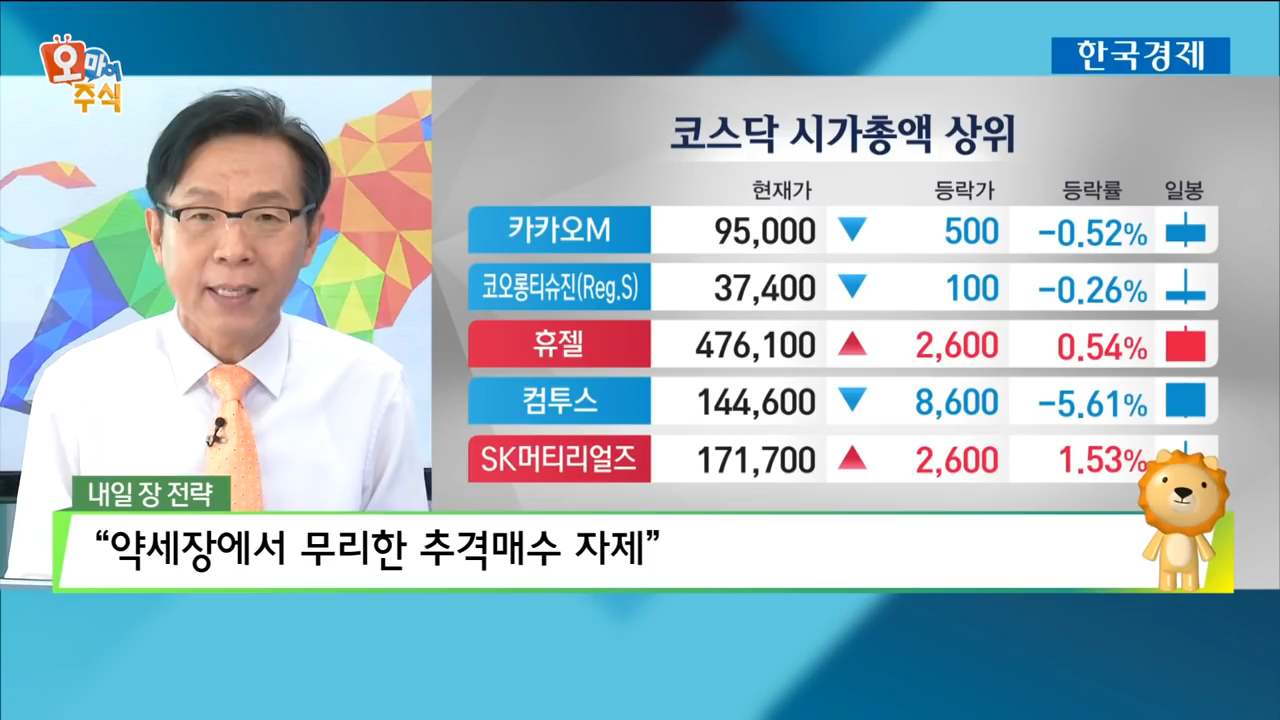 오마이
주식
한국경제
코스닥 시가총액 상위
현재가 등락가 등락률 일봉
카카오M 95,000 ▼ 500 -0.52%
코오롱티슈진(Reg.S) 37,400 ▼ 100 -0.26%
휴젤 476,100 ▲ 2,600 0.54%
컴투스 144,600 ▼ 8,600 -5.61%
SK머티리얼즈 171,700 ▲ 2,600 1.53%
내일 장 전략
“약세장에서 무리한 추격매수 자제”